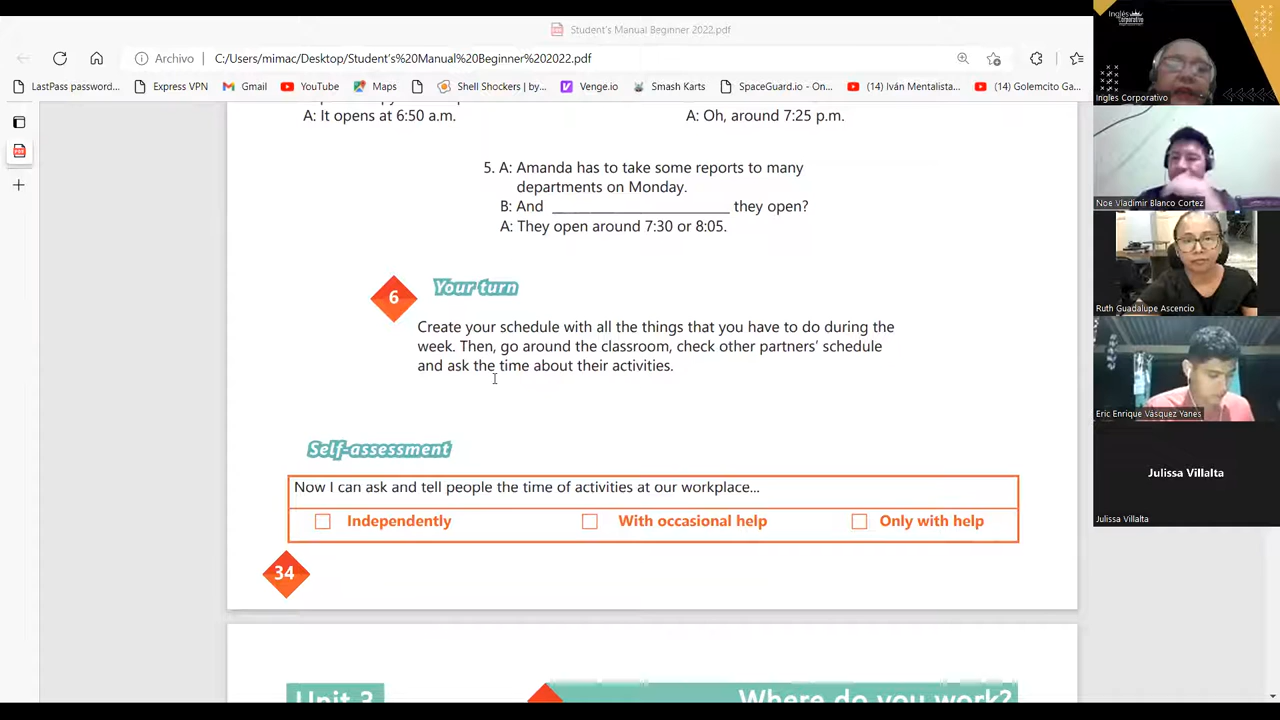 Student's Manual Beginner 2022.pdf
Archivo
C:/Users/mimac/Desktop/Student's%20Manual%20Beginner%202022.pdf
LastPass password...
Express VPN
Gmail
YouTube
Maps
Shell Shockers | by...
Venge.io
Smash Karts
SpaceGuard.io - On...
(14) Iván Mentalista...
(14) Golemcito Ga...
A: It opens at 6:50 a.m.
A: Oh, around 7:25 p.m.
5. A: Amanda has to take some reports to many
departments on Monday.
B: And ____________________ they open?
A: They open around 7:30 or 8:05.
6
Your turn
Create your schedule with all the things that you have to do during the
week. Then, go around the classroom, check other partners' schedule
and ask the time about their activities.
Self-assessment
Now I can ask and tell people the time of activities at our workplace...
Independently
With occasional help
Only with help
34
Unit 3
Where do you work?
Inglés
Corporativo
Inglés Corporativo
Noe Vladimir Blanco Cortez
Ruth Guadalupe Ascencio
Eric Enrique Vásquez Yanes
Julissa Villalta
Julissa Villalta